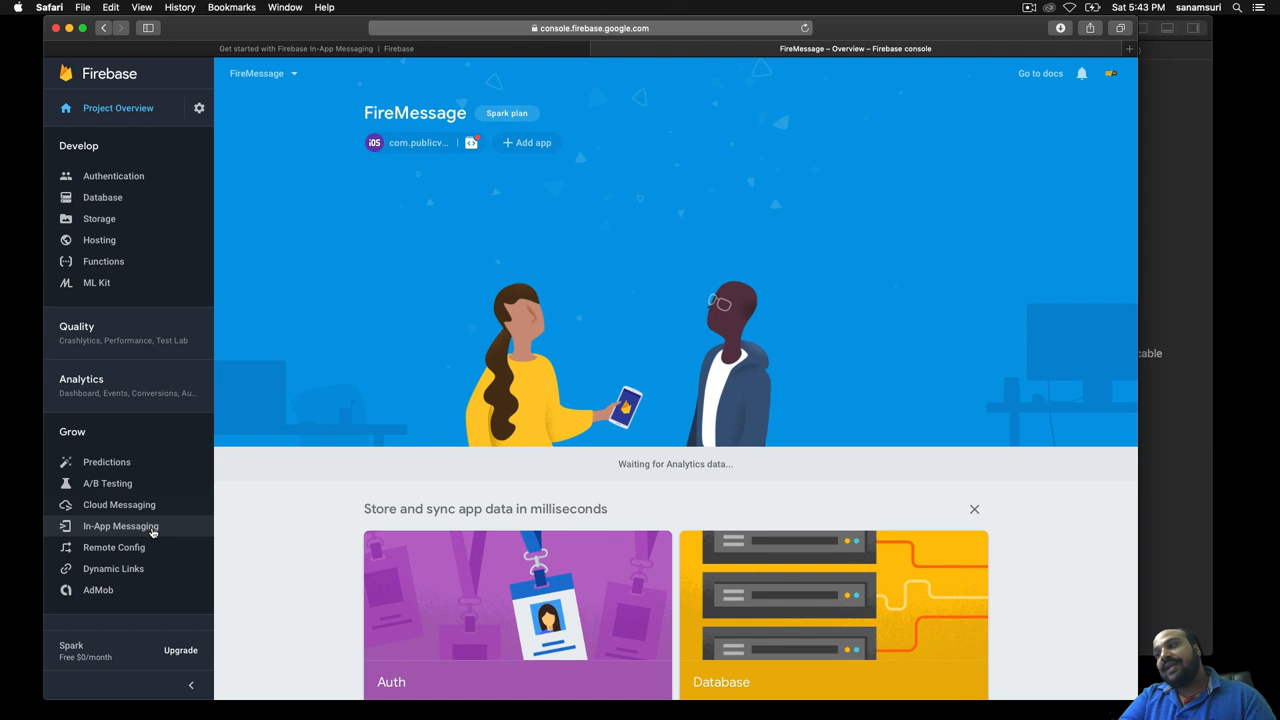 Safari File Edit View History Bookmarks Window Help
Sat 5:43 PM sanamsuri
console.firebase.google.com
Get started with Firebase In-App Messaging | Firebase
FireMessage – Overview – Firebase console
Firebase
FireMessage
Go to docs
Project Overview
FireMessage
Spark plan
iOS com.publicv... | + Add app
Develop
Authentication
Database
Storage
Hosting
Functions
ML Kit
Quality
Crashlytics, Performance, Test Lab
Analytics
Dashboard, Events, Conversions, Au...
Grow
Predictions
A/B Testing
Cloud Messaging
In-App Messaging
Remote Config
Dynamic Links
AdMob
Spark
Free $0/month
Upgrade
Waiting for Analytics data...
Store and sync app data in milliseconds
Auth
Database
cable